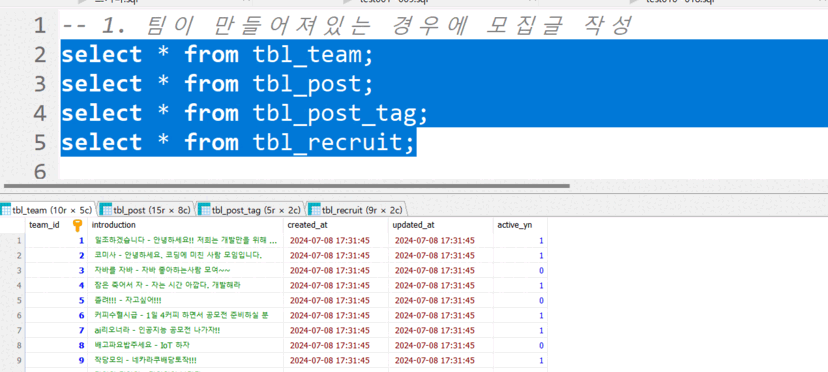 1 -- 1. 팀이 만들어져있는 경우에 모집글 작성
2 select * from tbl_team;
3 select * from tbl_post;
4 select * from tbl_post_tag;
5 select * from tbl_recruit;
6
tbl_team (10r × 5c) tbl_post (15r × 8c) tbl_post_tag (5r × 2c) tbl_recruit (9r × 2c)
team_id introduction created_at updated_at active_yn
1 1 일조하겠습니다 - 안녕하세요!! 저희는 개발만을 위해 ... 2024-07-08 17:31:45 2024-07-08 17:31:45 1
2 2 코미사 - 안녕하세요. 코딩에 미친 사람 모임입니다. 2024-07-08 17:31:45 2024-07-08 17:31:45 1
3 3 자바를 자바 - 자바 좋아하는사람 모여~~ 2024-07-08 17:31:45 2024-07-08 17:31:45 0
4 4 잠은 죽어서 자 - 자는 시간 아깝다. 개발해라 2024-07-08 17:31:45 2024-07-08 17:31:45 1
5 5 졸려!!! - 자고싶어!!! 2024-07-08 17:31:45 2024-07-08 17:31:45 0
6 6 커피수혈시급 - 1일 4커피 하면서 공모전 준비하실 분 2024-07-08 17:31:45 2024-07-08 17:31:45 1
7 7 ai리오너라 - 인공지능 공모전 나가자!! 2024-07-08 17:31:45 2024-07-08 17:31:45 1
8 8 배고파요밥주세요 - IoT 하자 2024-07-08 17:31:45 2024-07-08 17:31:45 0
9 9 작당모의 - 네카라쿠배당토작!!! 2024-07-08 17:31:45 2024-07-08 17:31:45 1